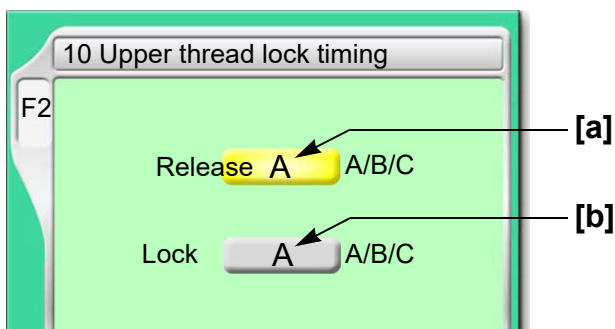 10 Upper thread lock timing
F2
[a]
Release A A/B/C
[b]
Lock A A/B/C